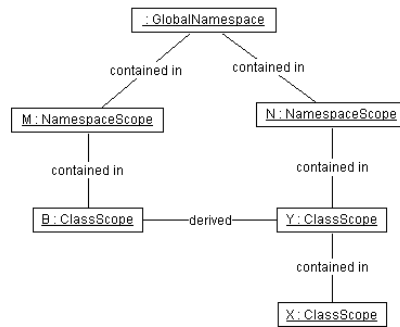 : GlobalNamespace
contained in
contained in
M : NamespaceScope
N : NamespaceScope
contained in
contained in
B : ClassScope
derived
Y : ClassScope
contained in
X : ClassScope